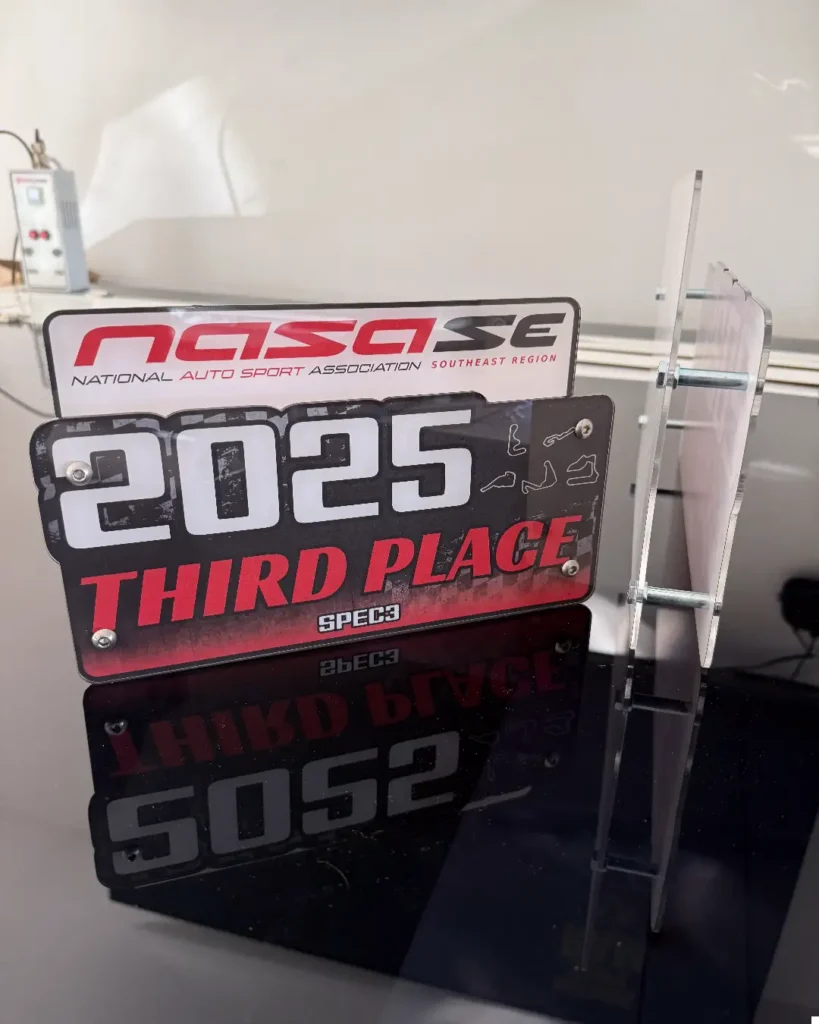 nasaSE
NATIONAL AUTO SPORT ASSOCIATION SOUTHEAST REGION
2025
THIRD PLACE
SPEC3